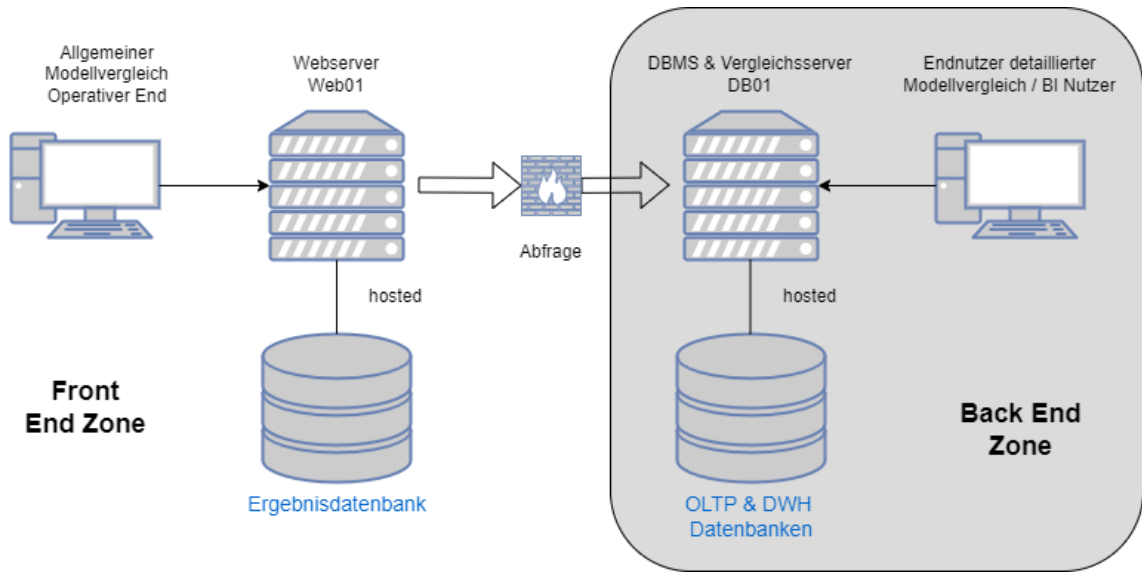 Allgemeiner
Modellvergleich
Operativer End
Webserver
Web01
DBMS & Vergleichsserver
DB01
Endnutzer detaillierter
Modellvergleich / BI Nutzer
Abfrage
hosted
hosted
Front
End Zone
Back End
Zone
Ergebnisdatenbank
OLTP & DWH
Datenbanken